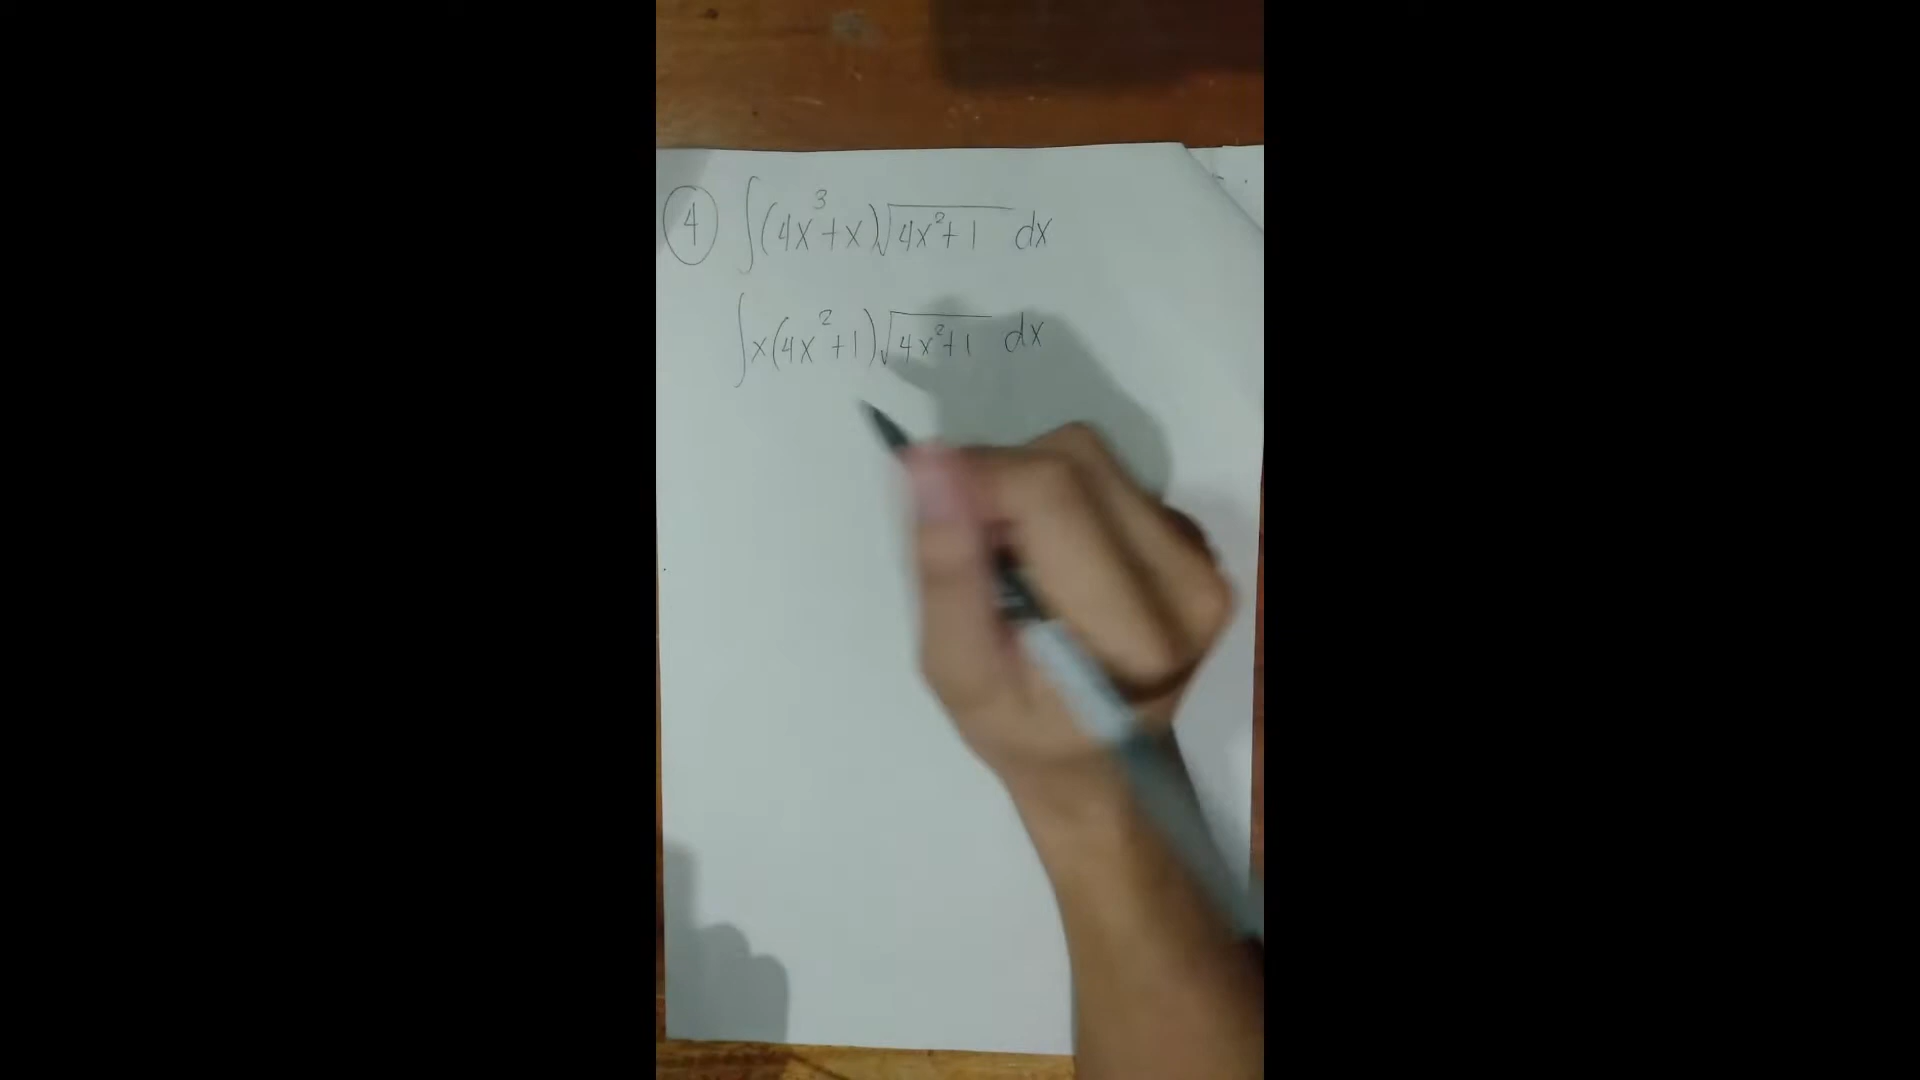 ④ ∫(4x³+x)√(4x²+1) dx
∫x(4x²+1)√(4x²+1) dx